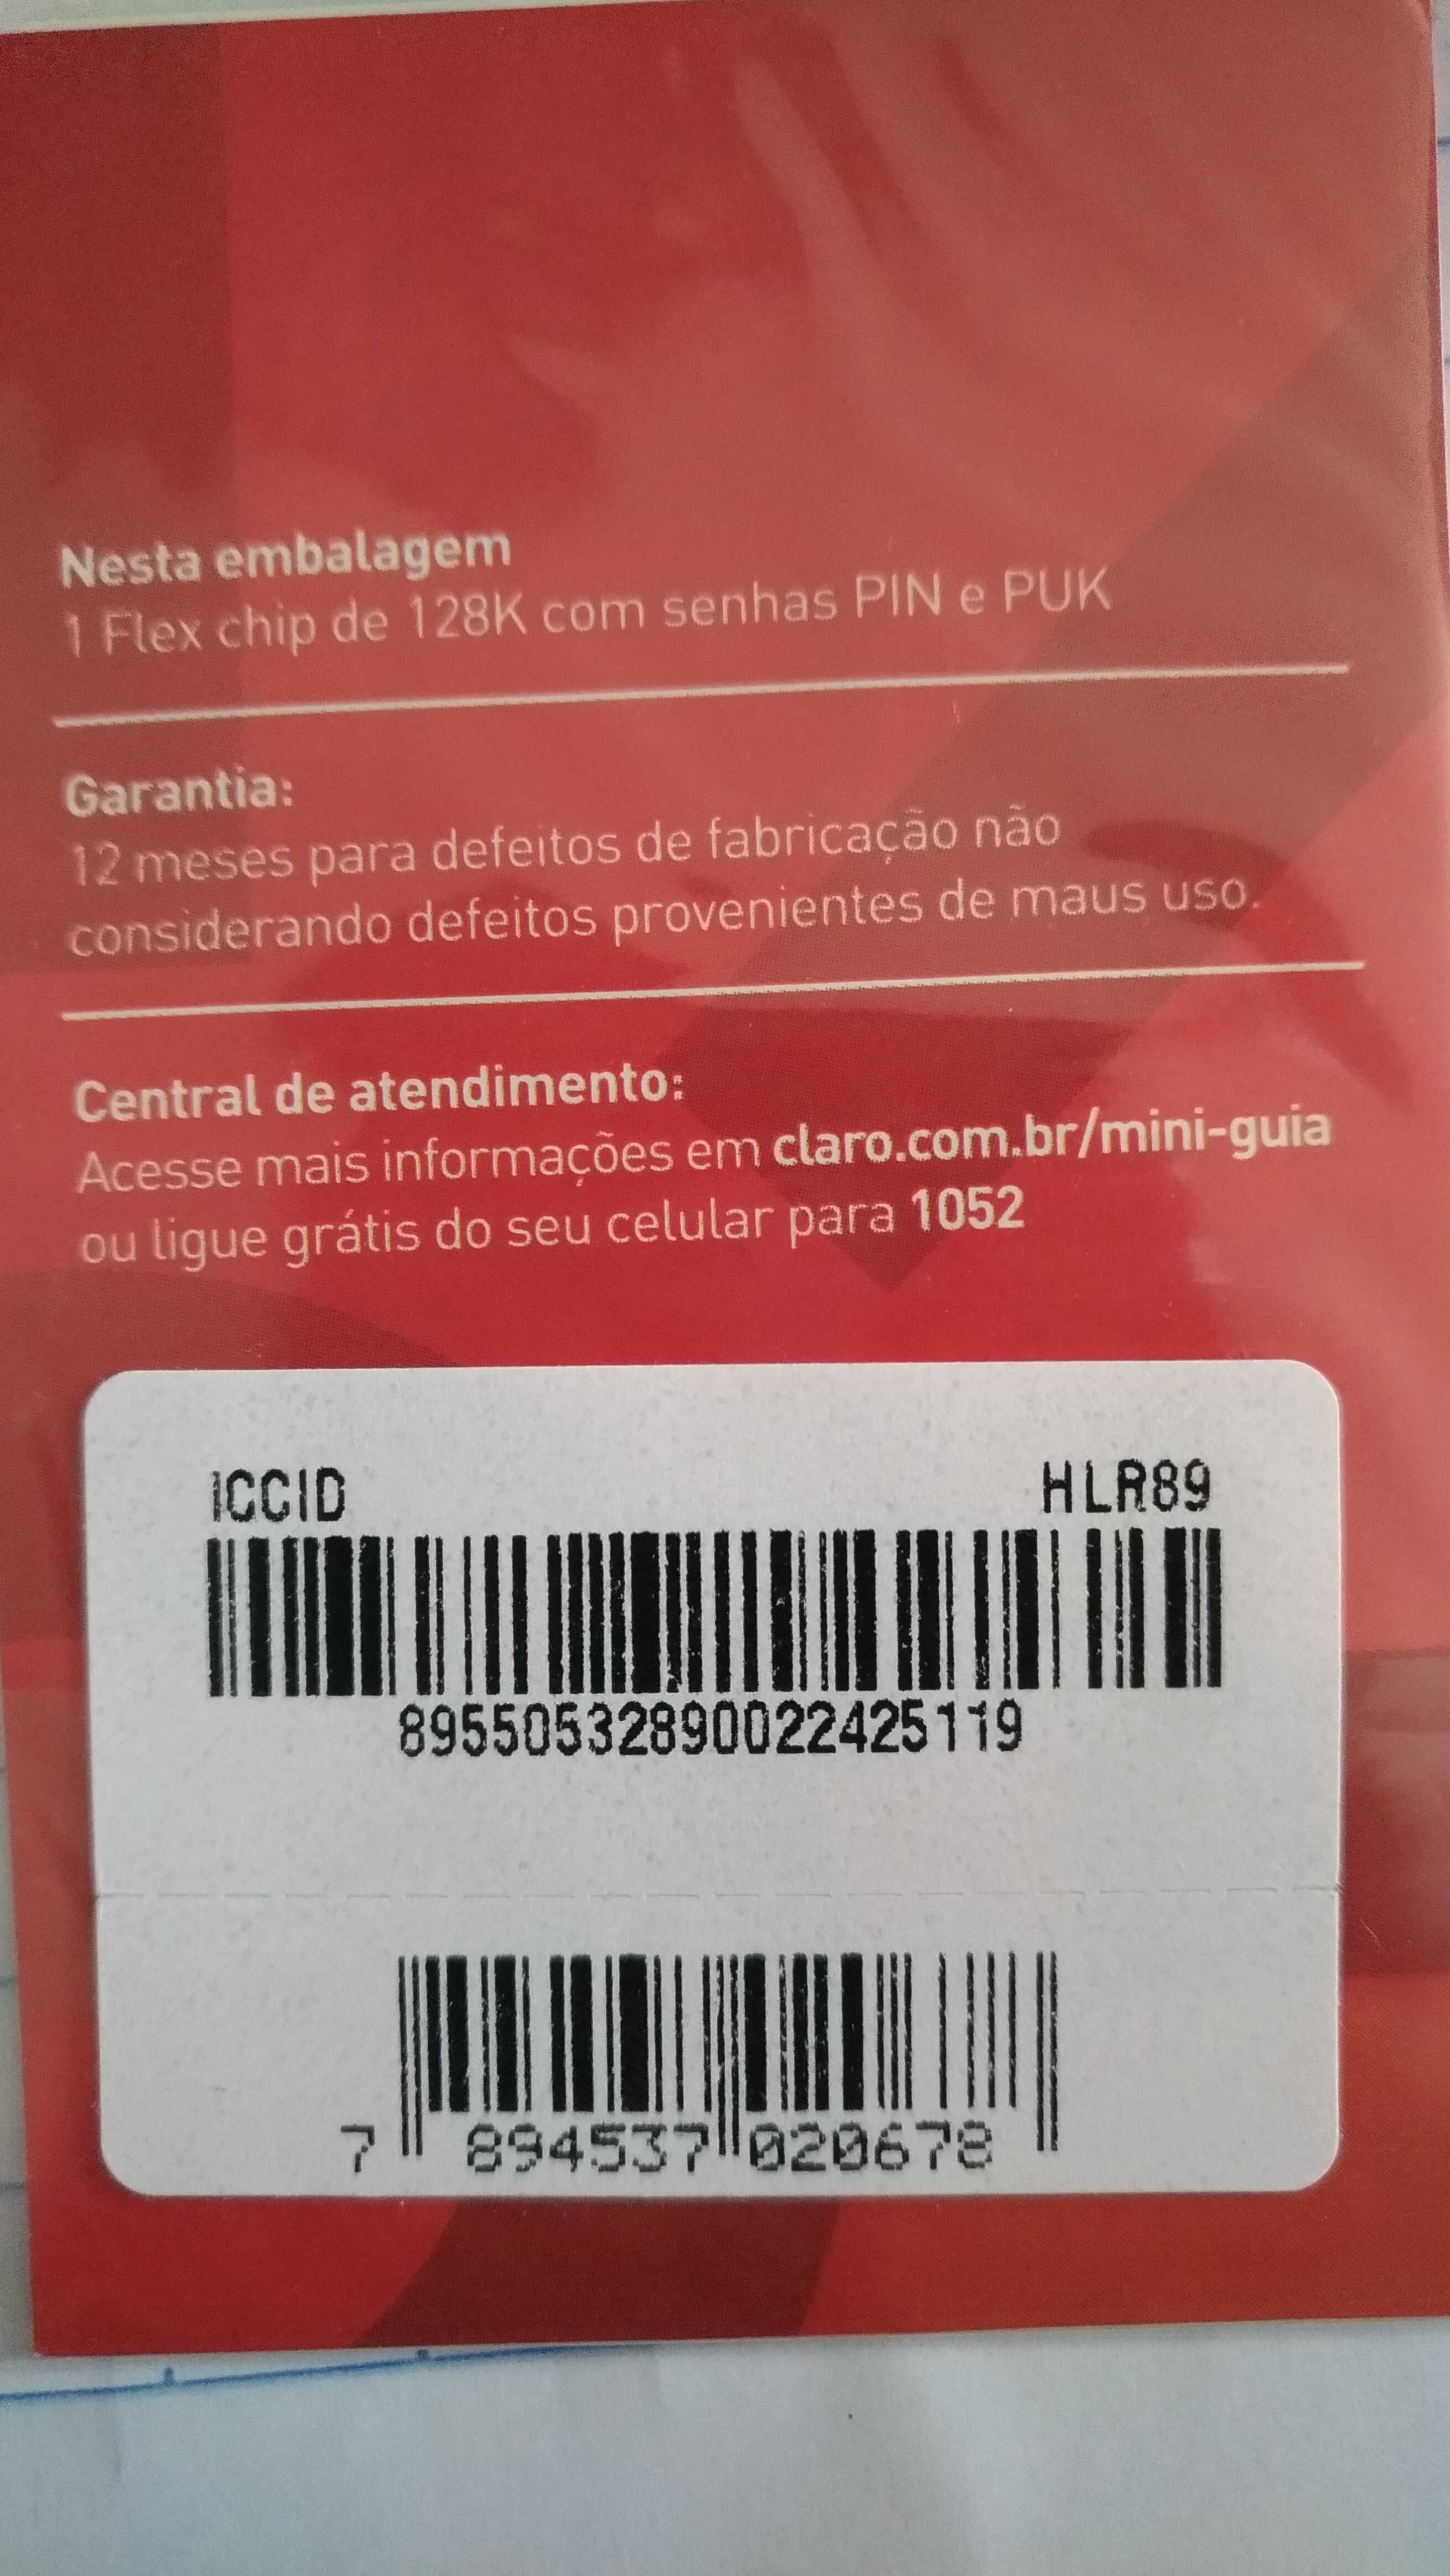 Nesta embalagem
1 Flex chip de 128K com senhas PIN e PUK
Garantia:
12 meses para defeitos de fabricação não
considerando defeitos provenientes de maus uso.
Central de atendimento:
Acesse mais informações em claro.com.br/mini-guia
ou ligue grátis do seu celular para 1052
ICCID HLR89
89550532890022425119
7 894537 020678